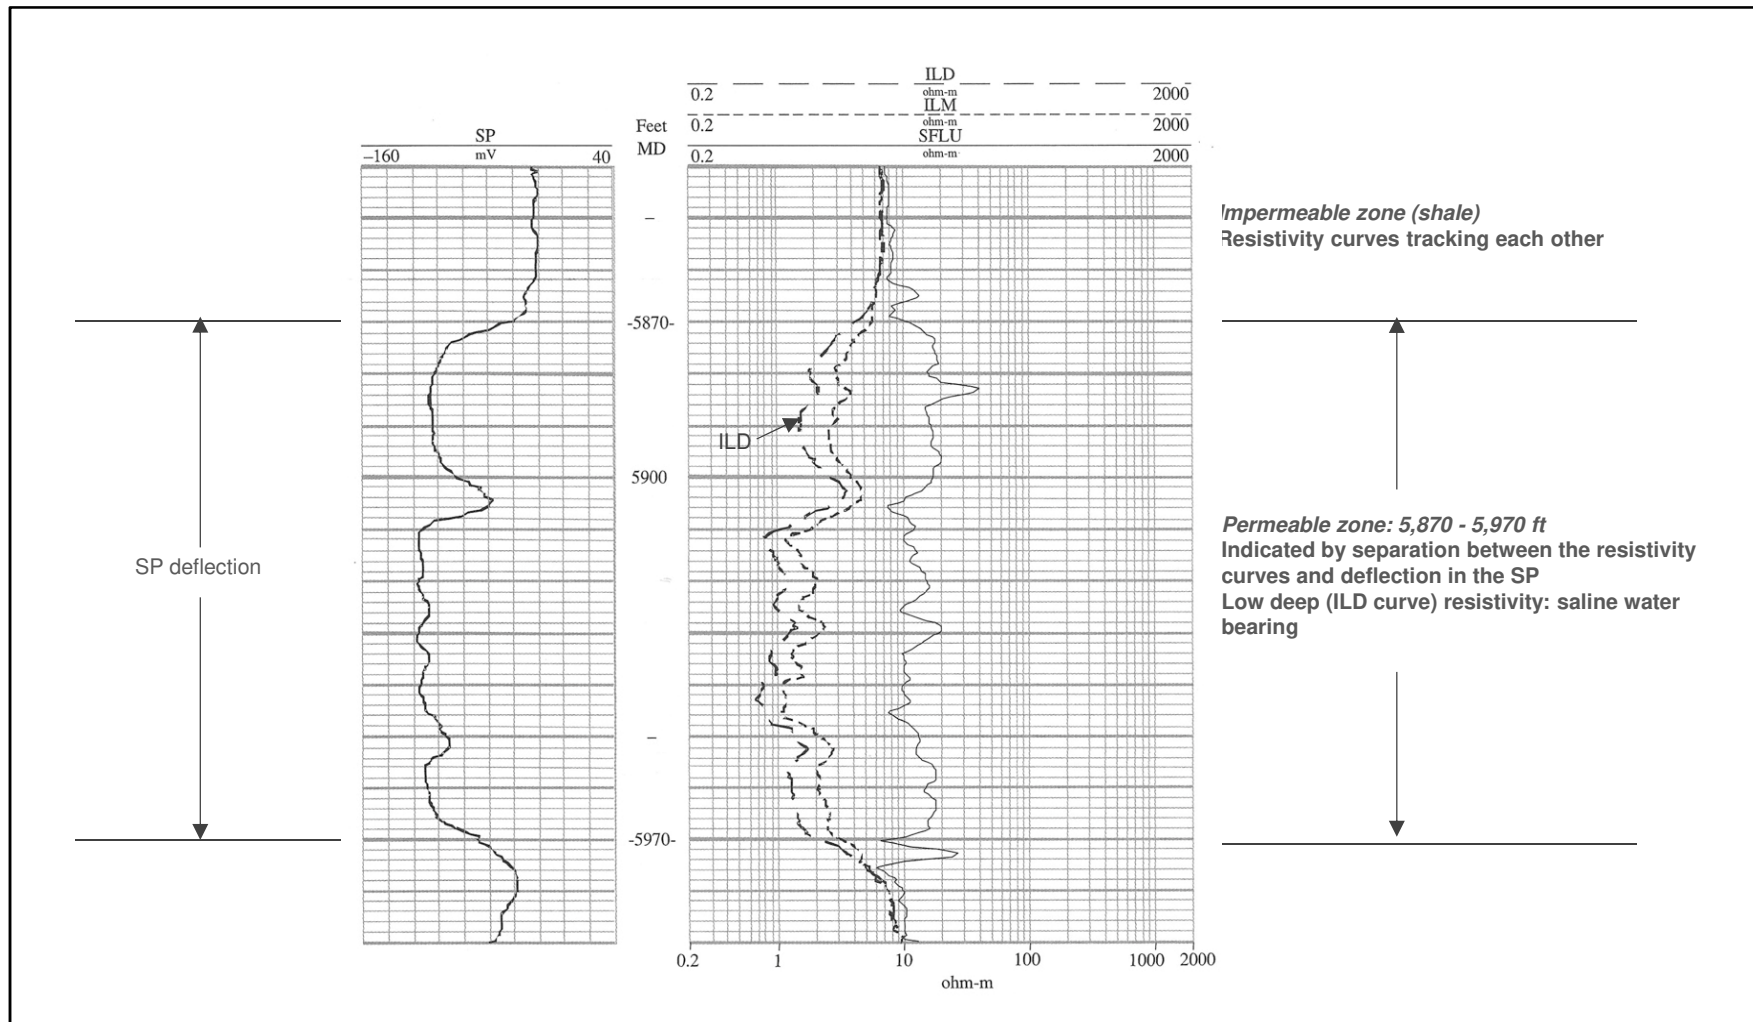 ILD
0.2 ohm-m 2000
ILM
Feet 0.2 ohm-m 2000
SP SFLU
−160 mV 40 MD 0.2 ohm-m 2000
–
Impermeable zone (shale)
Resistivity curves tracking each other
-5870-
ILD
5900
Permeable zone: 5,870 - 5,970 ft
Indicated by separation between the resistivity
curves and deflection in the SP
Low deep (ILD curve) resistivity: saline water
bearing
SP deflection
–
-5970-
0.2 1 10 100 1000 2000
ohm-m